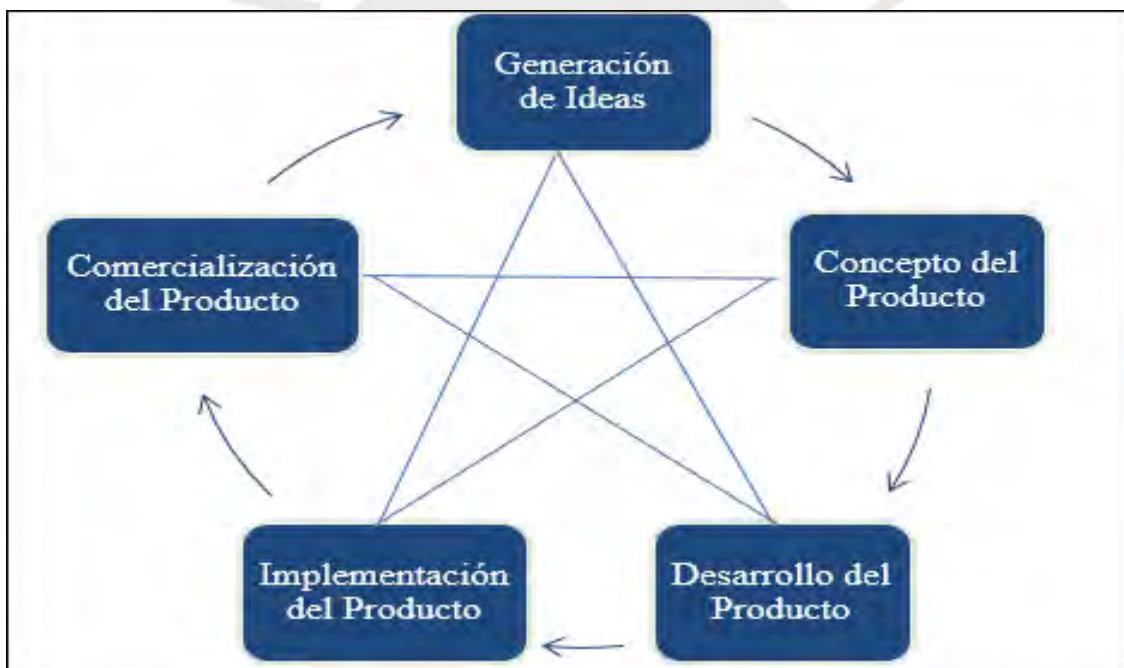 Generación
de Ideas
Concepto del
Producto
Desarrollo del
Producto
Implementación
del Producto
Comercialización
del Producto